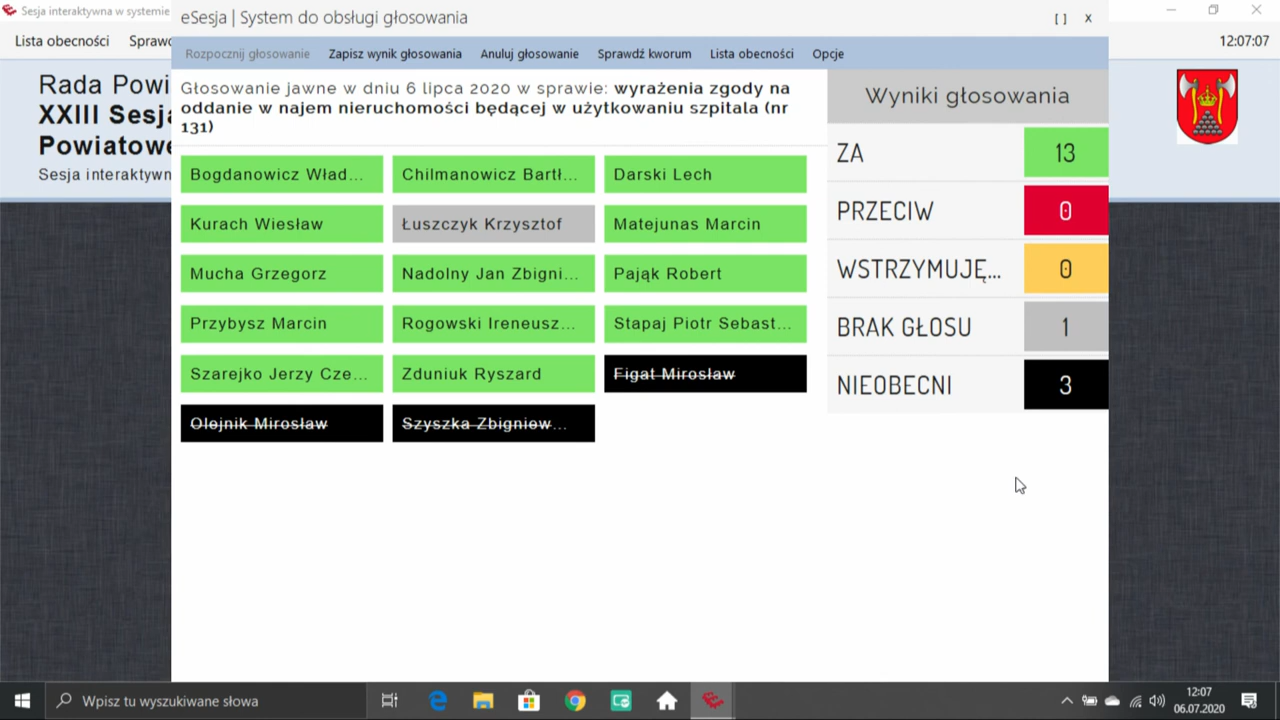 Sesja interaktywna w systemie
eSesja | System do obsługi głosowania
[ ] x
Lista obecności Sprawd
12:07:07
Rozpocznij głosowanie Zapisz wynik głosowania Anuluj głosowanie Sprawdź kworum Lista obecności Opcje
Rada Powi
XXIII Sesja
Powiatowe
Sesja interaktywn
Głosowanie jawne w dniu 6 lipca 2020 w sprawie: wyrażenia zgody na
oddanie w najem nieruchomości będącej w użytkowaniu szpitala (nr
131)
Bogdanowicz Wład... Chilmanowicz Bartł... Darski Lech
Kurach Wiesław Łuszczyk Krzysztof Matejunas Marcin
Mucha Grzegorz Nadolny Jan Zbigni... Pająk Robert
Przybysz Marcin Rogowski Ireneusz... Stapaj Piotr Sebast...
Szarejko Jerzy Cze... Zduniuk Ryszard Figat Mirosław
Olejnik Mirosław Szyszka Zbigniew...
Wyniki głosowania
ZA 13
PRZECIW 0
WSTRZYMUJĘ... 0
BRAK GŁOSU 1
NIEOBECNI 3
Wpisz tu wyszukiwane słowa
12:07
06.07.2020